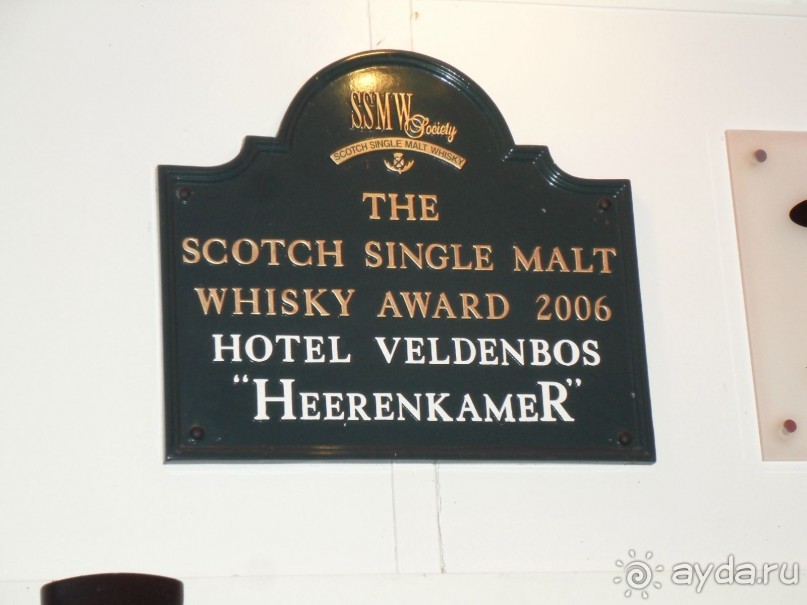 SSMW Society
SCOTCH SINGLE MALT WHISKY
THE
SCOTCH SINGLE MALT
WHISKY AWARD 2006
HOTEL VELDENBOS
"HEERENKAMER"
ayda.ru